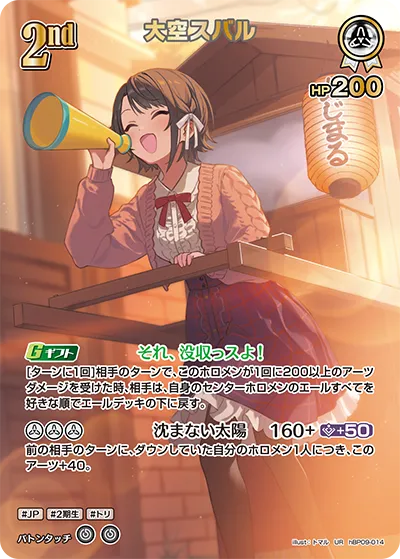 2nd
大空スバル
HP200
じまる
Gギフト それ、没収っスよ!
[ターンに1回]相手のターンで、このホロメンが1回に200以上のアーツ
ダメージを受けた時、相手は、自身のセンターホロメンのエールすべてを
好きな順でエールデッキの下に戻す。
沈まない太陽 160+ +50
前の相手のターンに、ダウンしていた自分のホロメン1人につき、この
アーツ+40。
#JP #2期生 #トリ
バトンタッチ
illust. トマル UR hBP09-014